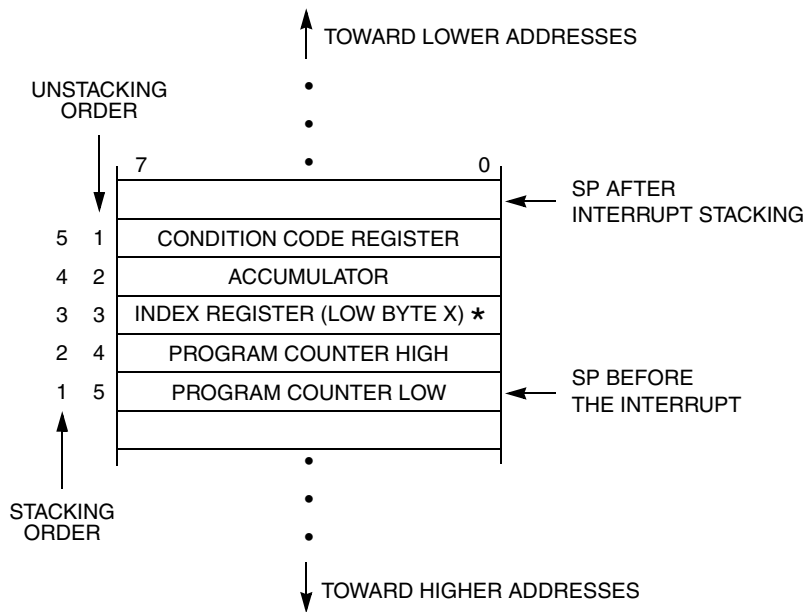 TOWARD LOWER ADDRESSES
UNSTACKING
ORDER
7 0
SP AFTER
INTERRUPT STACKING
5 1 CONDITION CODE REGISTER
4 2 ACCUMULATOR
3 3 INDEX REGISTER (LOW BYTE X) *
2 4 PROGRAM COUNTER HIGH
1 5 PROGRAM COUNTER LOW
SP BEFORE
THE INTERRUPT
STACKING
ORDER
TOWARD HIGHER ADDRESSES